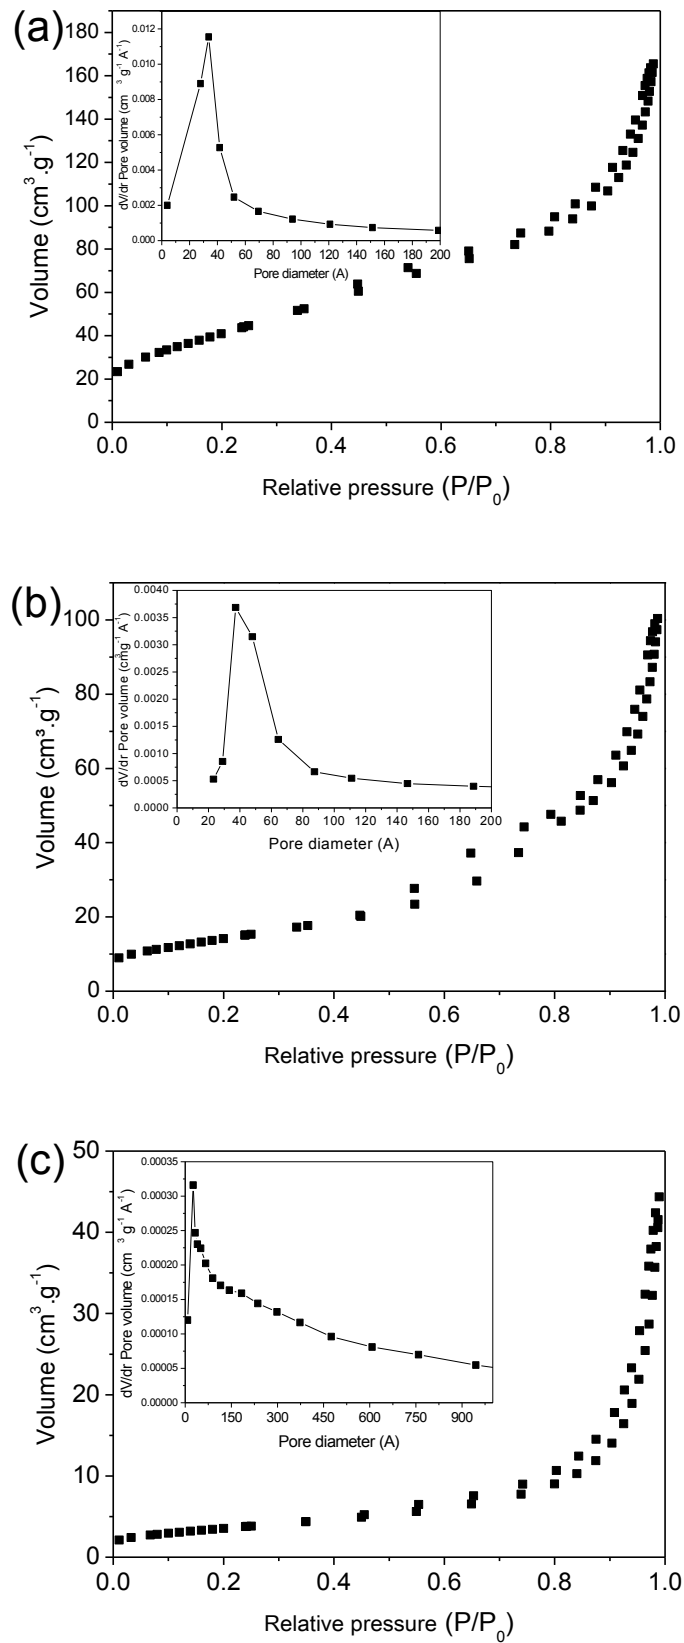 (a)
180
160
140
120
100
80
60
40
20
0
Volume (cm³.g⁻¹)
0.0 0.2 0.4 0.6 0.8 1.0
Relative pressure (P/P₀)
0.012
0.010
0.008
0.006
0.004
0.002
0.000
dV/dr Pore volume (cm ³ g⁻¹ A⁻¹)
0 20 40 60 80 100 120 140 160 180 200
Pore diameter (A)
(b)
100
80
60
40
20
0
Volume (cm³.g⁻¹)
0.0 0.2 0.4 0.6 0.8 1.0
Relative pressure (P/P₀)
0.0040
0.0035
0.0030
0.0025
0.0020
0.0015
0.0010
0.0005
0.0000
dV/dr Pore volume (cm³g⁻¹ A⁻¹)
0 20 40 60 80 100 120 140 160 180 200
Pore diameter (A)
(c)
50
40
30
20
10
0
Volume (cm³.g⁻¹)
0.0 0.2 0.4 0.6 0.8 1.0
Relative pressure (P/P₀)
0.00035
0.00030
0.00025
0.00020
0.00015
0.00010
0.00005
0.00000
dV/dr Pore volume (cm ³ g⁻¹ A⁻¹)
0 150 300 450 600 750 900
Pore diameter (A)